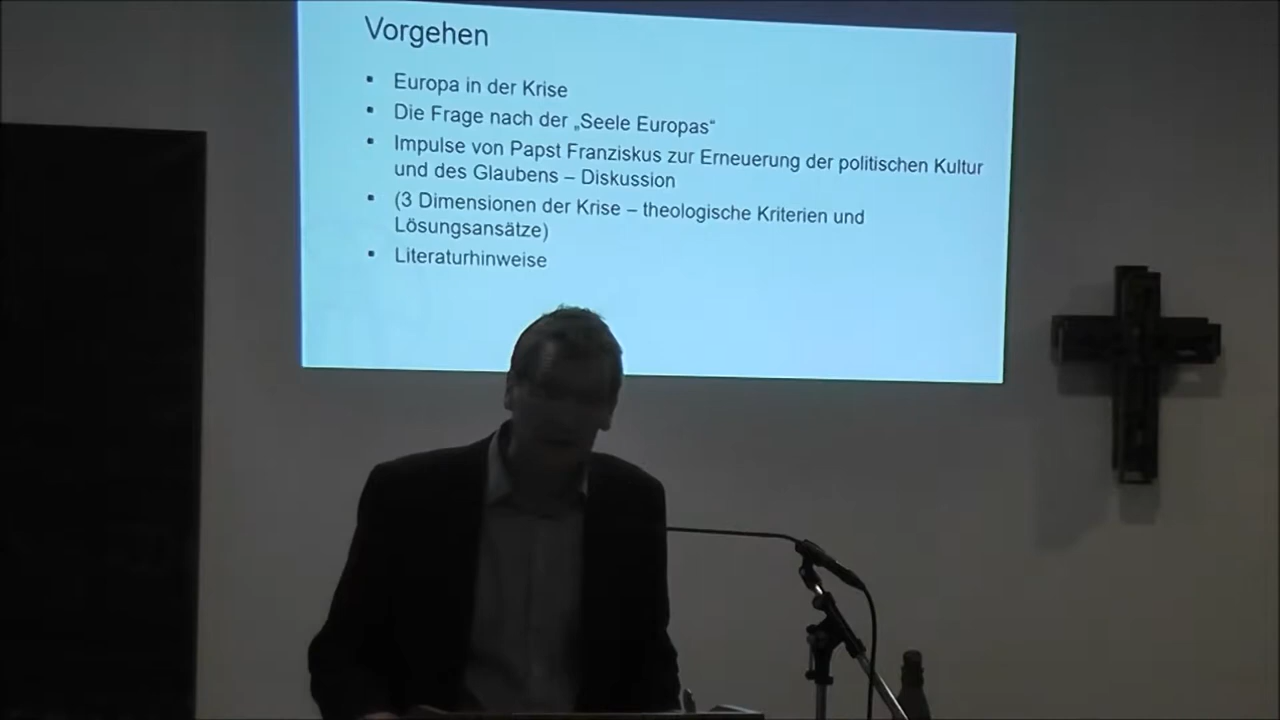 Vorgehen
▪ Europa in der Krise
▪ Die Frage nach der „Seele Europas“
▪ Impulse von Papst Franziskus zur Erneuerung der politischen Kultur
und des Glaubens – Diskussion
▪ (3 Dimensionen der Krise – theologische Kriterien und
Lösungsansätze)
▪ Literaturhinweise